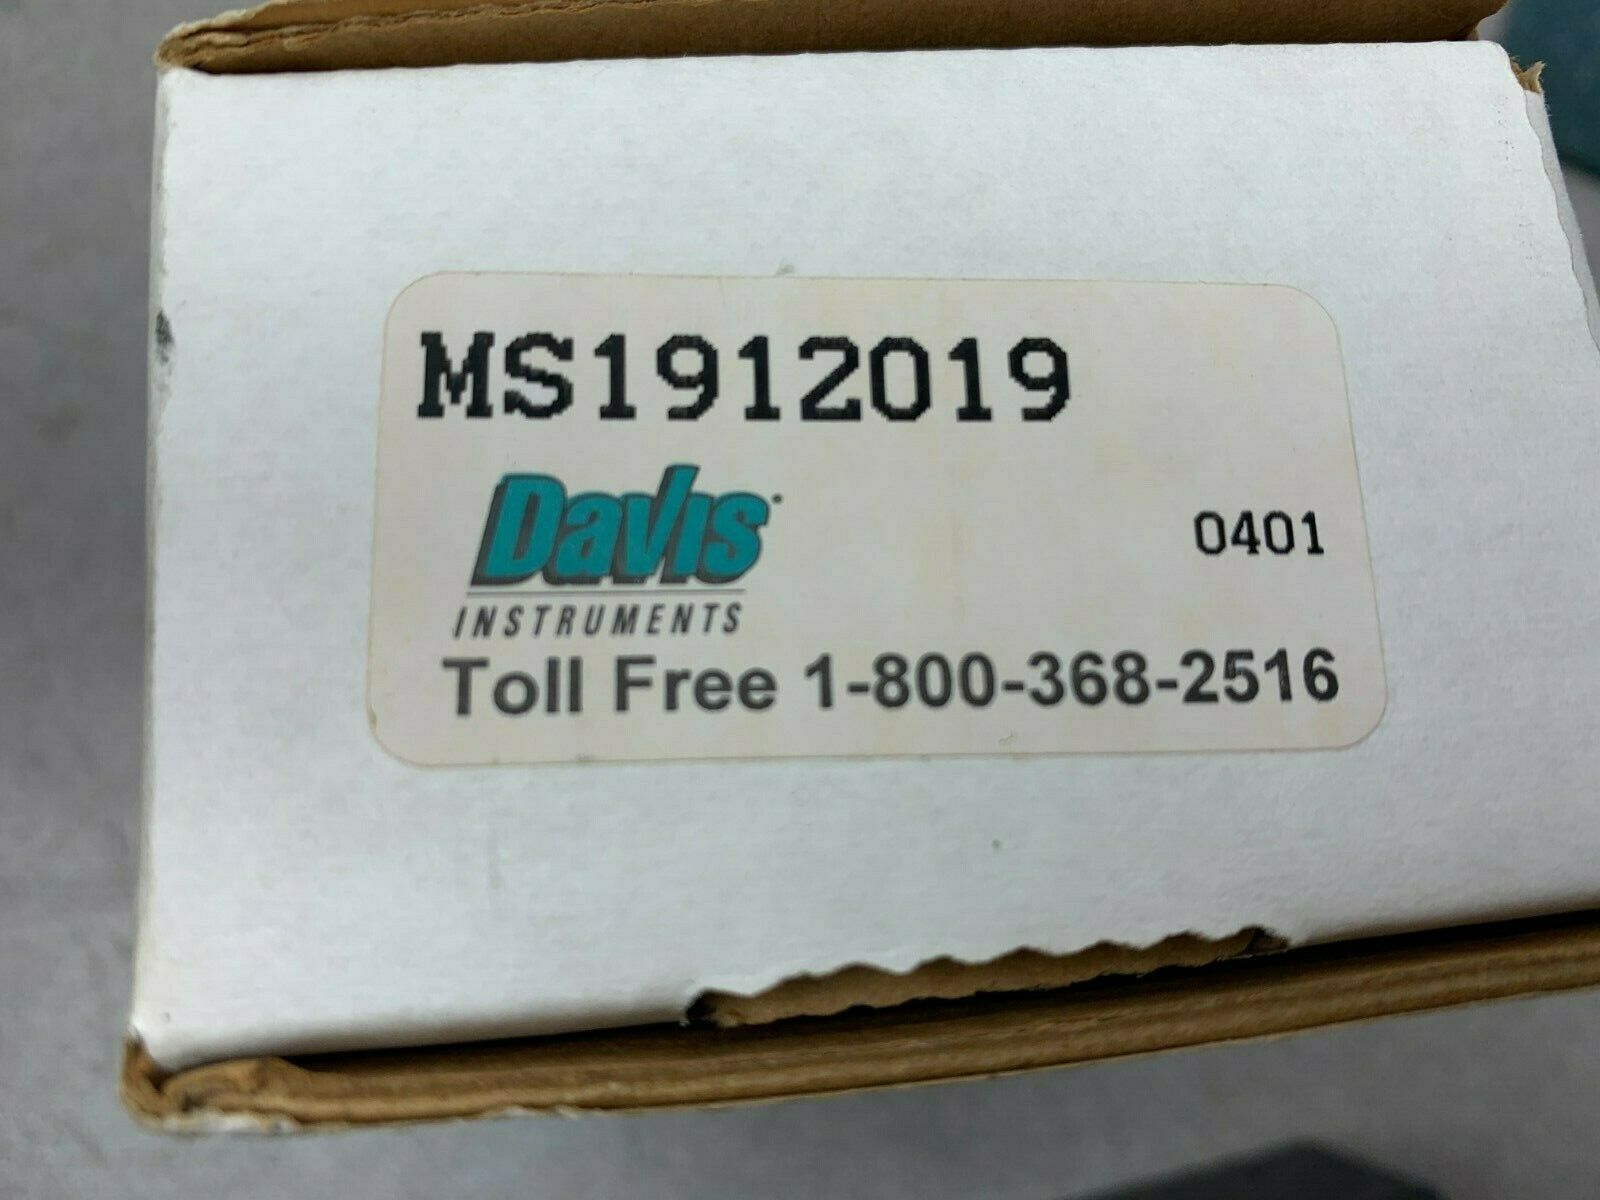 MS1912019
Davis
0401
INSTRUMENTS
Toll Free 1-800-368-2516